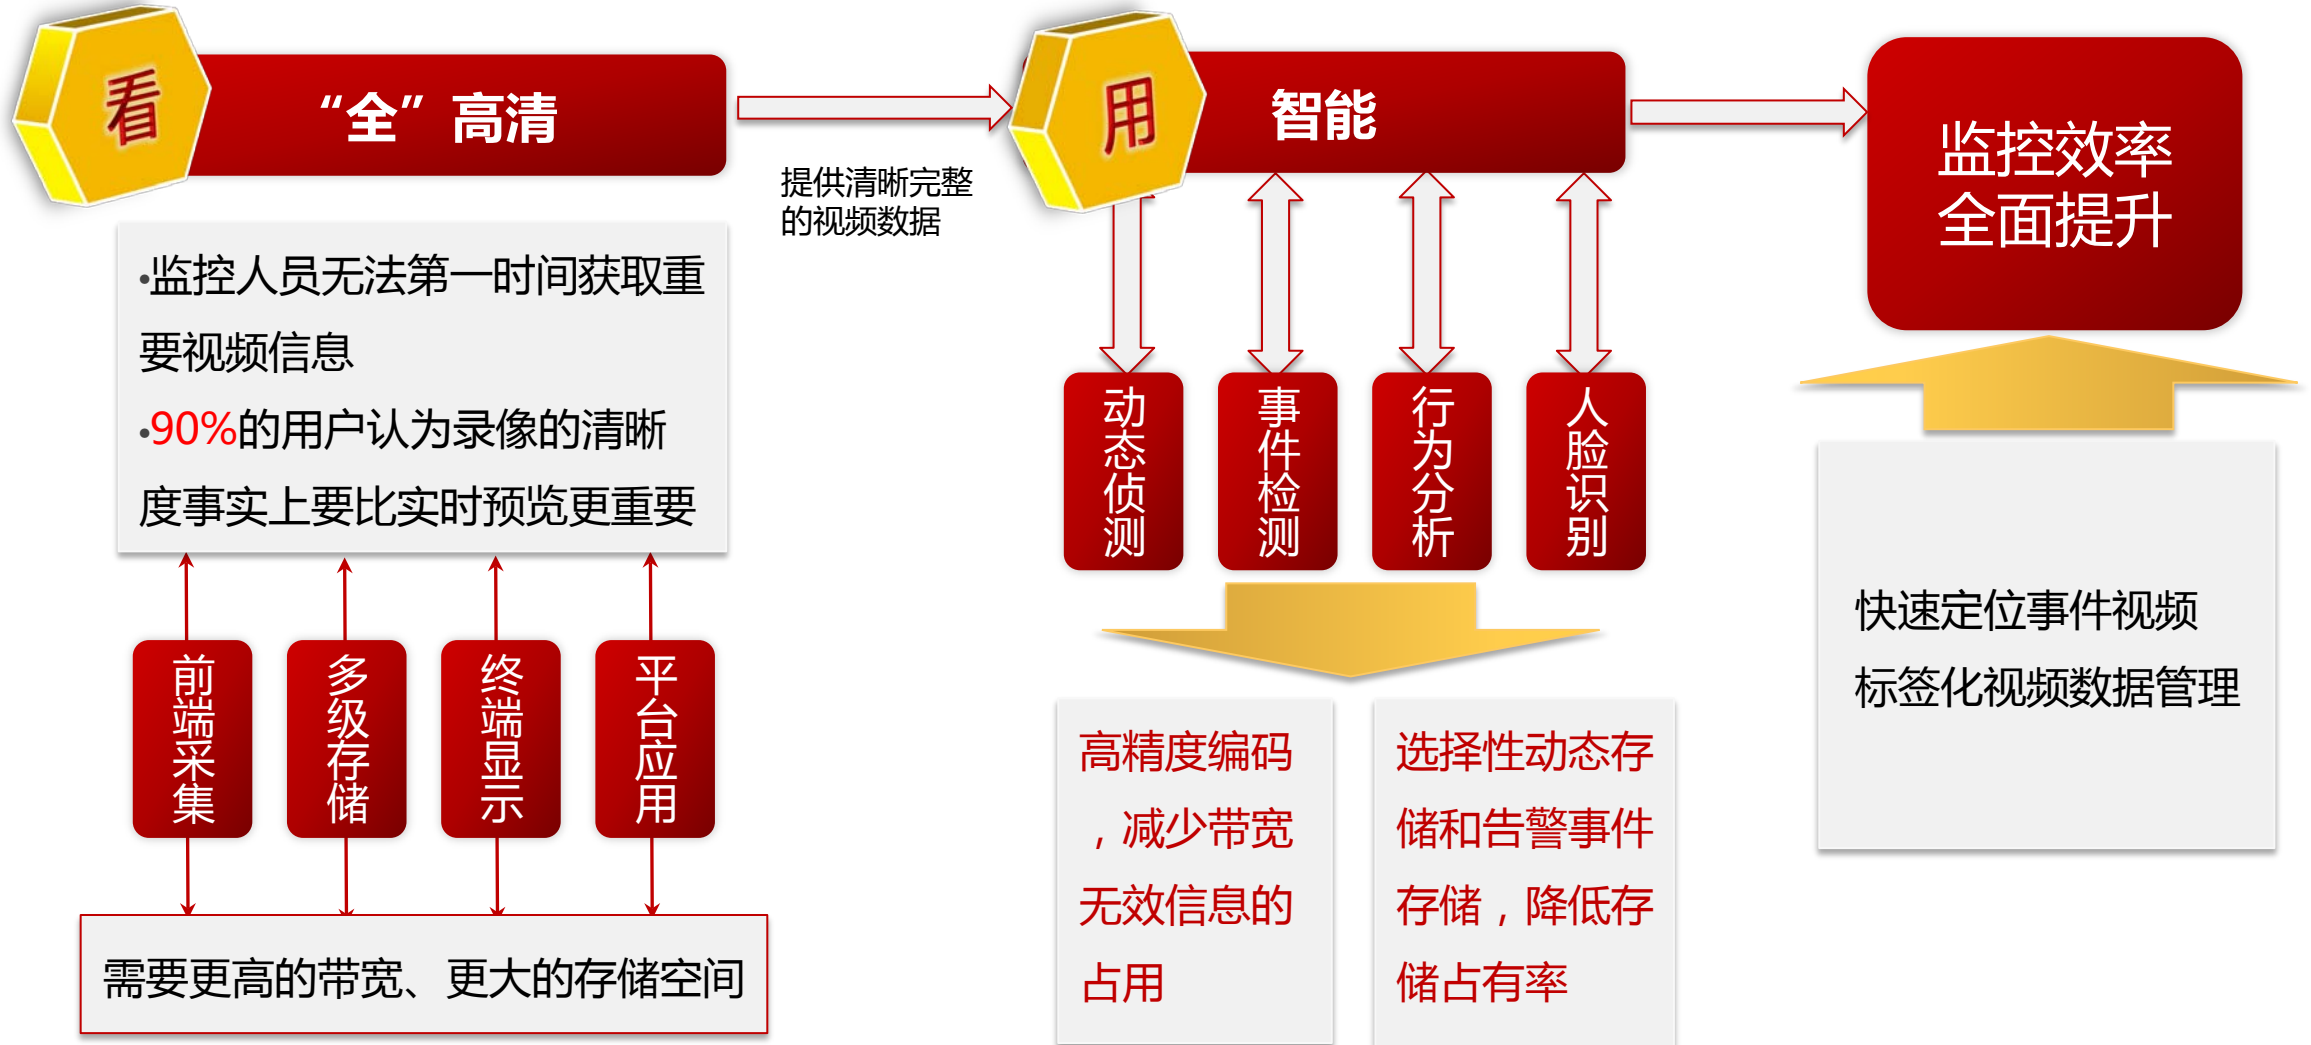 看
“全”高清
提供清晰完整
的视频数据
用
智能
监控效率
全面提升
•监控人员无法第一时间获取重
要视频信息
•90%的用户认为录像的清晰
度事实上要比实时预览更重要
前端采集
多级存储
终端显示
平台应用
需要更高的带宽、更大的存储空间
动态侦测
事件检测
行为分析
人脸识别
高精度编码
，减少带宽
无效信息的
占用
选择性动态存
储和告警事件
存储，降低存
储占有率
快速定位事件视频
标签化视频数据管理